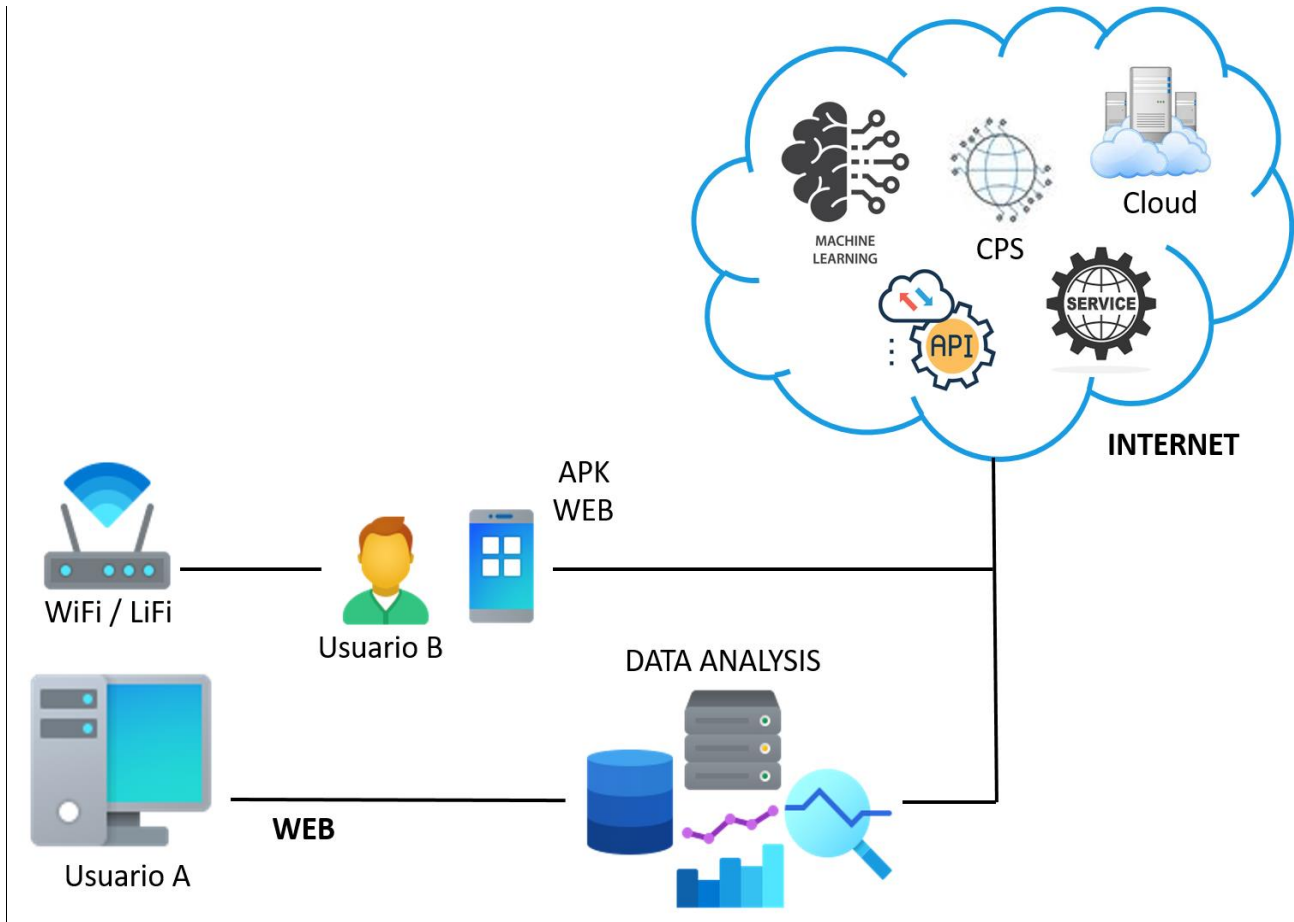 Cloud
MACHINE
LEARNING
CPS
SERVICE
API
INTERNET
APK
WEB
WiFi / LiFi
Usuario B
DATA ANALYSIS
WEB
Usuario A